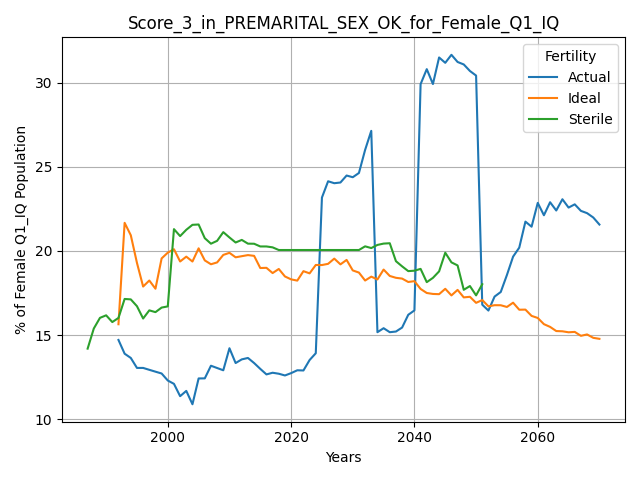 Score_3_in_PREMARITAL_SEX_OK_for_Female_Q1_IQ
Fertility
Actual
Ideal
Sterile
% of Female Q1_IQ Population
30
25
20
15
10
2000
2020
2040
2060
Years